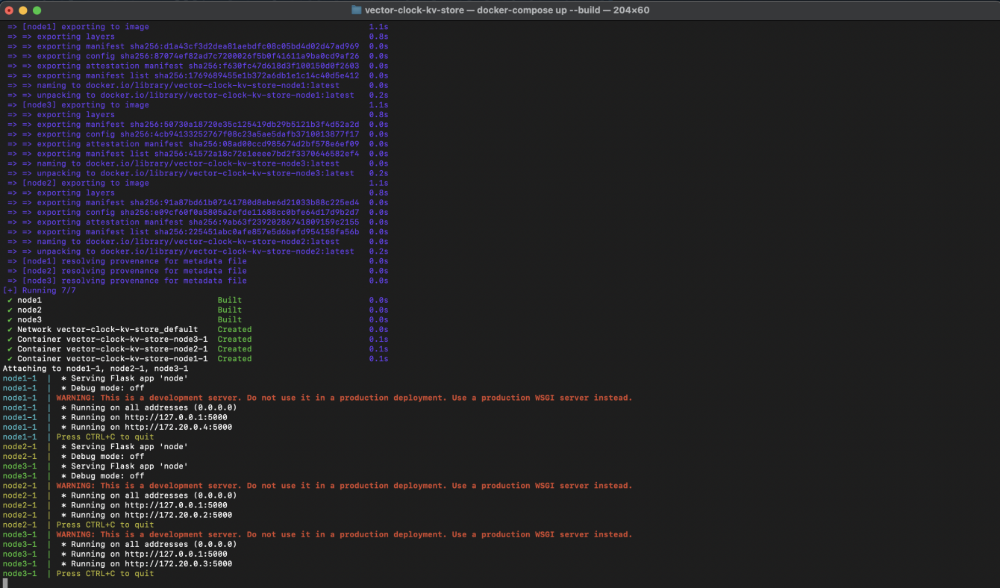 vector-clock-kv-store — docker-compose up --build — 204×60
=> [node1] exporting to image 1.1s
=> => exporting layers 0.8s
=> => exporting manifest sha256:d1a43cf3d2dea81aebdfc08c05bd4d02d47ad969 0.0s
=> => exporting config sha256:87074ef82ad7c7200026f5b0f41611a9ba0cd9af26 0.0s
=> => exporting attestation manifest sha256:f630fc47d618d3f100150d0f2603 0.0s
=> => exporting manifest list sha256:1769689455e1b372a6db1e1c14c40d5e412 0.0s
=> => naming to docker.io/library/vector-clock-kv-store-node1:latest 0.0s
=> => unpacking to docker.io/library/vector-clock-kv-store-node1:latest 0.2s
=> [node3] exporting to image 1.1s
=> => exporting layers 0.8s
=> => exporting manifest sha256:50730a18720e35c125419db29b5121b3f4d52a2d 0.0s
=> => exporting config sha256:4cb94133252767f08c23a5ae5dafb3710013877f17 0.0s
=> => exporting attestation manifest sha256:08ad00ccd985674d2bf578e6ef09 0.0s
=> => exporting manifest list sha256:41572a18c72e1eeee7bd2f3370646582ef4 0.0s
=> => naming to docker.io/library/vector-clock-kv-store-node3:latest 0.0s
=> => unpacking to docker.io/library/vector-clock-kv-store-node3:latest 0.2s
=> [node2] exporting to image 1.1s
=> => exporting layers 0.8s
=> => exporting manifest sha256:91a87bd61b07141780d8ebe6d21033b88c225ed4 0.0s
=> => exporting config sha256:e09cf60f0a5805a2efde11688cc0bfe64d17d9b2d7 0.0s
=> => exporting attestation manifest sha256:9ab63f23920286741809159c2155 0.0s
=> => exporting manifest list sha256:225451abc0afe857e5d6befd954158fa56b 0.0s
=> => naming to docker.io/library/vector-clock-kv-store-node2:latest 0.0s
=> => unpacking to docker.io/library/vector-clock-kv-store-node2:latest 0.2s
=> [node1] resolving provenance for metadata file 0.0s
=> [node2] resolving provenance for metadata file 0.0s
=> [node3] resolving provenance for metadata file 0.0s
[+] Running 7/7
✔ node1 Built 0.0s
✔ node2 Built 0.0s
✔ node3 Built 0.0s
✔ Network vector-clock-kv-store_default Created 0.0s
✔ Container vector-clock-kv-store-node3-1 Created 0.1s
✔ Container vector-clock-kv-store-node2-1 Created 0.1s
✔ Container vector-clock-kv-store-node1-1 Created 0.1s
Attaching to node1-1, node2-1, node3-1
node1-1 | * Serving Flask app 'node'
node1-1 | * Debug mode: off
node1-1 | WARNING: This is a development server. Do not use it in a production deployment. Use a production WSGI server instead.
node1-1 | * Running on all addresses (0.0.0.0)
node1-1 | * Running on http://127.0.0.1:5000
node1-1 | * Running on http://172.20.0.4:5000
node1-1 | Press CTRL+C to quit
node2-1 | * Serving Flask app 'node'
node2-1 | * Debug mode: off
node3-1 | * Serving Flask app 'node'
node3-1 | * Debug mode: off
node2-1 | WARNING: This is a development server. Do not use it in a production deployment. Use a production WSGI server instead.
node2-1 | * Running on all addresses (0.0.0.0)
node2-1 | * Running on http://127.0.0.1:5000
node2-1 | * Running on http://172.20.0.2:5000
node2-1 | Press CTRL+C to quit
node3-1 | WARNING: This is a development server. Do not use it in a production deployment. Use a production WSGI server instead.
node3-1 | * Running on all addresses (0.0.0.0)
node3-1 | * Running on http://127.0.0.1:5000
node3-1 | * Running on http://172.20.0.3:5000
node3-1 | Press CTRL+C to quit